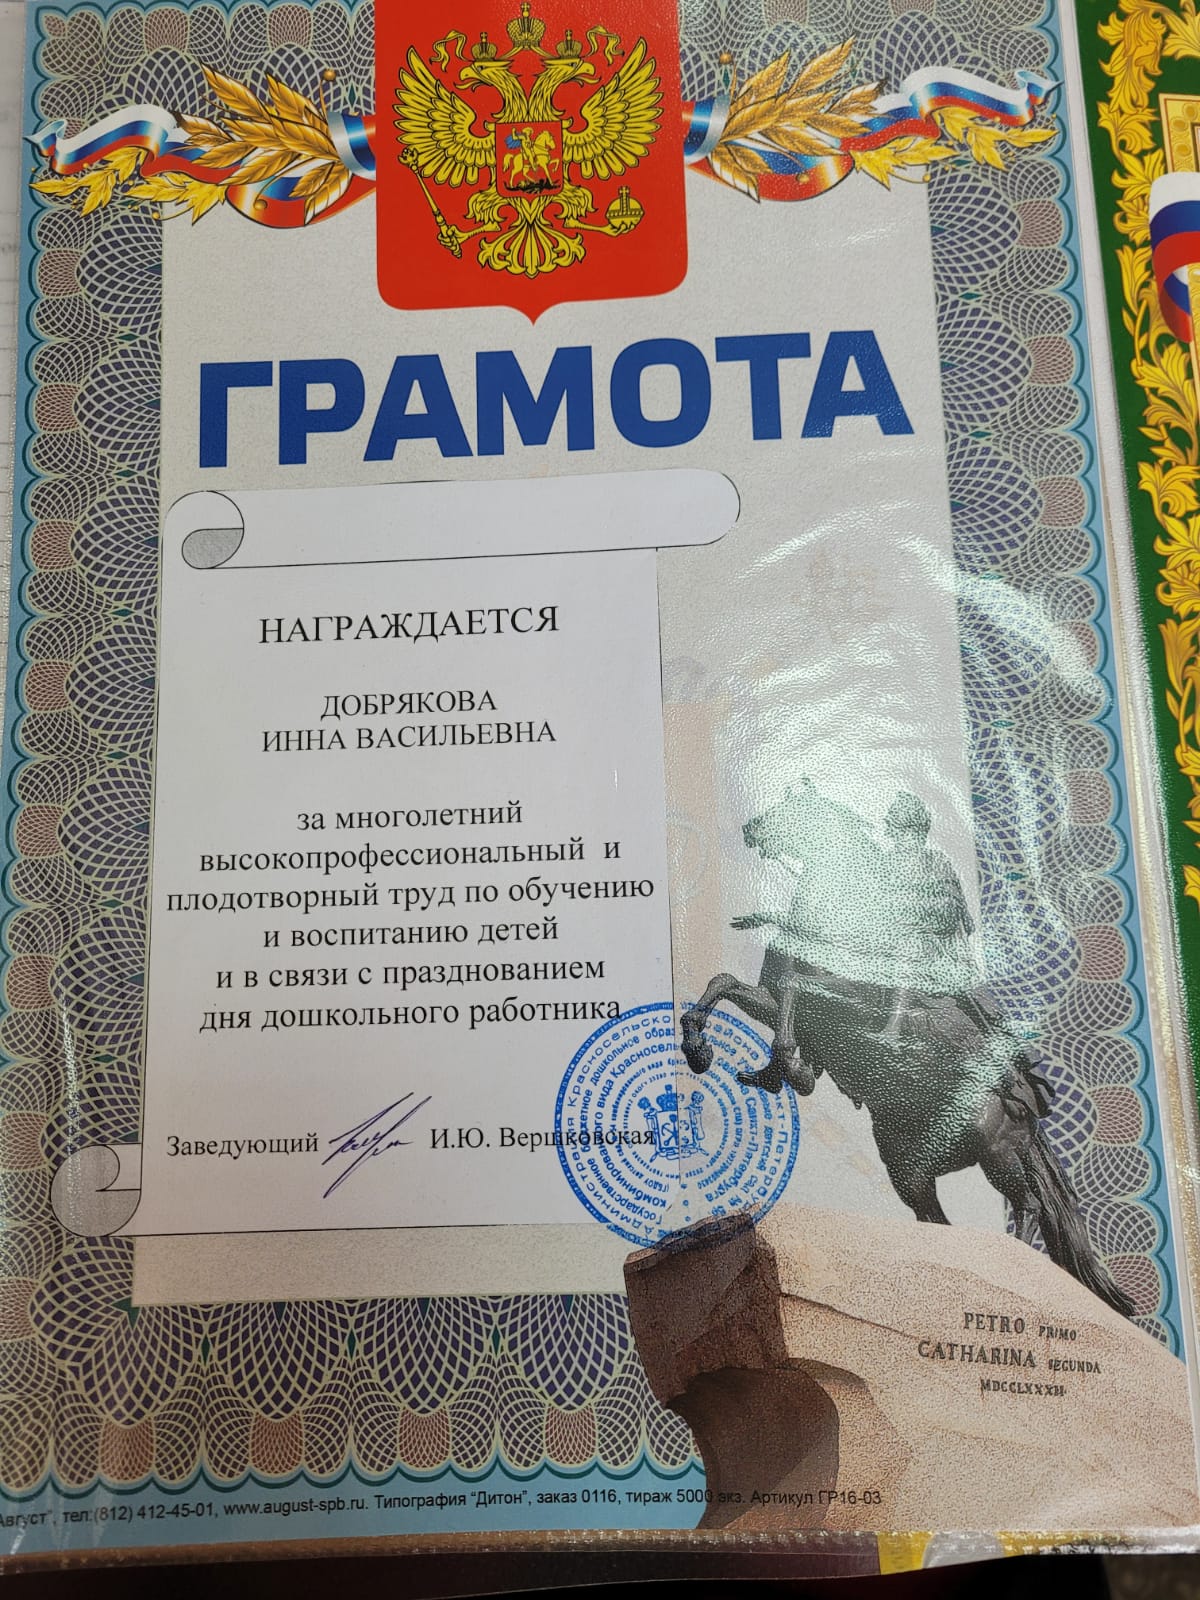 ГРАМОТА
НАГРАЖДАЕТСЯ
ДОБРЯКОВА
ИННА ВАСИЛЬЕВНА
за многолетний
высокопрофессиональный и
плодотворный труд по обучению
и воспитанию детей
и в связи с празднованием
дня дошкольного работника
Заведующий И.Ю. Вершковская
PETRO PRIMO
CATHARINA SECUNDA
MDCCLXXXII
Август", тел:(812) 412-45-01, www.august-spb.ru. Типография "Дитон", заказ 0116, тираж 5000 экз. Артикул ГР16-03